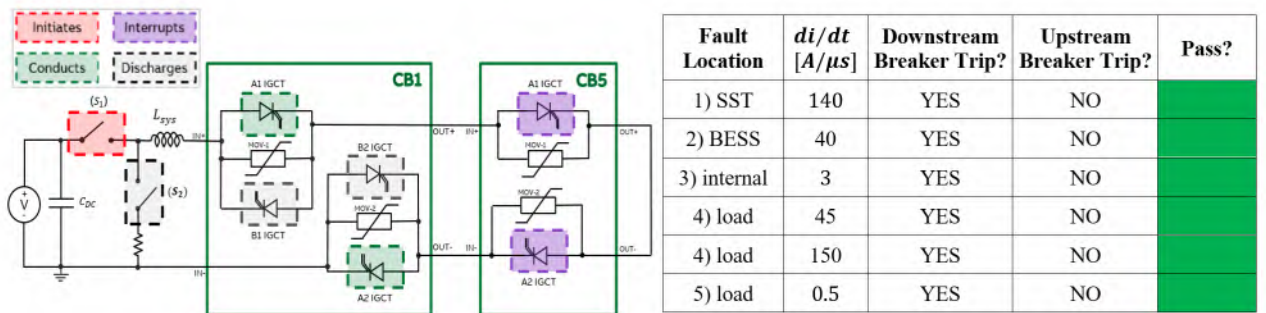 Initiates
Interrupts
Conducts
Discharges
(S₁)
L_sys
(S₂)
V
C_DC
IN+
IN-
CB1
A1 IGCT
MOV-1
B1 IGCT
B2 IGCT
MOV-2
A2 IGCT
OUT+
OUT-
CB5
IN+
IN-
A1 IGCT
MOV-1
MOV-2
A2 IGCT
OUT+
OUT-
Fault Location di/dt [A/μs] Downstream Breaker Trip? Upstream Breaker Trip? Pass?
1) SST 140 YES NO
2) BESS 40 YES NO
3) internal 3 YES NO
4) load 45 YES NO
4) load 150 YES NO
5) load 0.5 YES NO